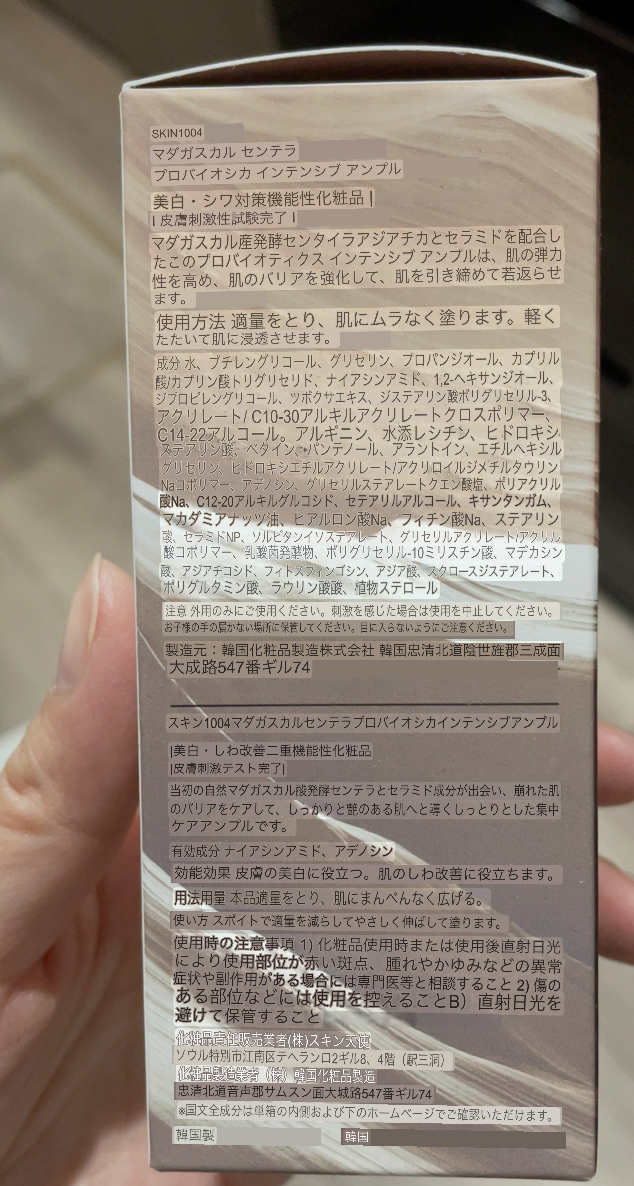 SKIN1004
マダガスカル センテラ
プロバイオシカ インテンシブ アンプル
美白・シワ対策機能性化粧品 |
| 皮膚刺激性試験完了 |
マダガスカル産発酵センタイラアジアチカとセラミドを配合し
たこのプロバイオティクス インテンシブ アンプルは、肌の弾力
性を高め、肌のバリアを強化して、肌を引き締めて若返らせ
ます。
使用方法 適量をとり、肌にムラなく塗ります。軽く
たたいて肌に浸透させます。
成分 水、ブチレングリコール、グリセリン、プロパンジオール、カプリル
酸/カプリン酸トリグリセリド、ナイアシンアミド、1,2-ヘキサンジオール、
ジプロピレングリコール、ツボクサエキス、ジステアリン酸ポリグリセリル-3、
アクリレート/ C10-30アルキルアクリレートクロスポリマー、
C14-22アルコール。アルギニン、水添レシチン、ヒドロキシ
ステアリン酸、ベタイン、パンテノール、アラントイン、エチルヘキシル
グリセリン、ヒドロキシエチルアクリレート/アクリロイルジメチルタウリン
Naコポリマー、アデノシン、グリセリルステアレートクエン酸塩、ポリアクリル
酸Na、C12-20アルキルグルコシド、セテアリルアルコール、キサンタンガム、
マカダミアナッツ油、ヒアルロン酸Na、フィチン酸Na、ステアリン
酸、セラミドNP、ソルビタンイソステアレート、グリセリルアクリレート/アクリル
酸コポリマー、乳酸菌発酵物、ポリグリセリル-10ミリスチン酸、マデカシン
酸、アジアチコシド、フィトスフィンゴシン、アジア酸、スクロースジステアレート、
ポリグルタミン酸、ラウリン酸酸、植物ステロール
注意 外用のみにご使用ください。刺激を感じた場合は使用を中止してください。
お子様の手の届かない場所に保管してください。目に入らないようにご注意ください。
製造元：韓国化粧品製造株式会社 韓国忠清北道陰世旌郡三成面
大成路547番ギル74
スキン1004マダガスカルセンテラプロバイオシカインテンシブアンプル
|美白・しわ改善二重機能性化粧品
|皮膚刺激テスト完了|
当初の自然マダガスカル酸発酵センテラとセラミド成分が出会い、崩れた肌
のバリアをケアして、しっかりと艶のある肌へと導くしっとりとした集中
ケアアンプルです。
有効成分 ナイアシンアミド、アデノシン
効能効果 皮膚の美白に役立つ。肌のしわ改善に役立ちます。
用法用量 本品適量をとり、肌にまんべんなく広げる。
使い方 スポイトで適量を減らしてやさしく伸ばして塗ります。
使用時の注意事項 1) 化粧品使用時または使用後直射日光
により使用部位が赤い斑点、腫れやかゆみなどの異常
症状や副作用がある場合には専門医等と相談すること 2) 傷の
ある部位などには使用を控えることB）直射日光を
避けて保管すること
化粧品責任販売業者(株)スキン天使
ソウル特別市江南区テヘランロ2ギル8、4階（駅三洞）
化粧品製造業者（株）韓国化粧品製造
忠清北道音声郡サムスン面大城路547番ギル74
※国文全成分は単箱の内側および下のホームページでご確認いただけます。
韓国製 韓国